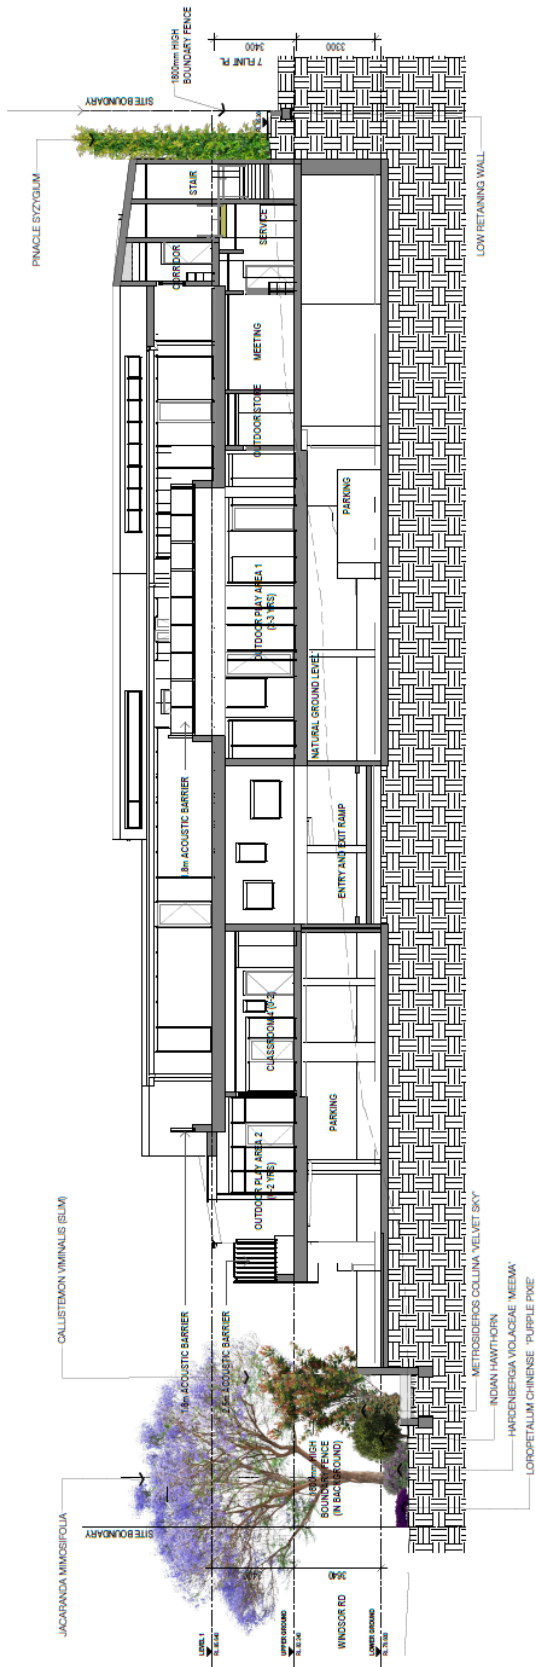 JACARANDA MIMOSIFOLIA
CALLISTEMON VIMINALIS (SLIM)
PINACLE SYZYGIUM
SITE BOUNDARY
SITE BOUNDARY
1800mm HIGH
BOUNDARY FENCE
7 FLINT PL
3400
3300
STAIR
CORRIDOR
SERVICE
MEETING
OUTDOOR STORE
OUTDOOR PLAY AREA 1
(2-3 YRS)
1.8m ACOUSTIC BARRIER
NATURAL GROUND LEVEL
PARKING
ENTRY AND EXIT RAMP
CLASSROOM 4 (0-2)
OUTDOOR PLAY AREA 2
PARKING
1.8m ACOUSTIC BARRIER
ACOUSTIC BARRIER
1800mm HIGH
BOUNDARY FENCE
(IN BACKGROUND)
3400
3640
WINDSOR RD
LEVEL 1
UPPER GROUND
LOWER GROUND
LOW RETAINING WALL
METROSIDEROS COLLINA 'VELVET SKY'
INDIAN HAWTHORN
HARDENBERGIA VIOLACEAE 'MEEMA'
LOROPETALUM CHINENSE 'PURPLE PIXIE'